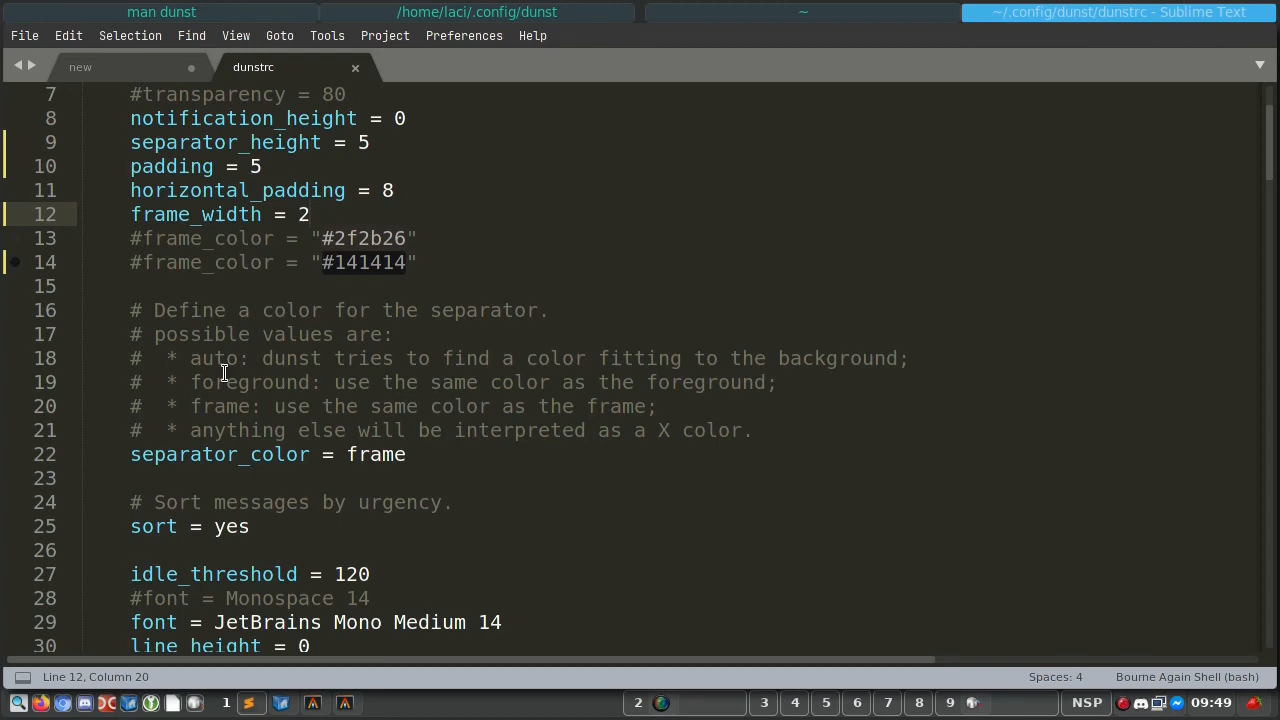 man dunst
/home/laci/.config/dunst
~
~/.config/dunst/dunstrc - Sublime Text
File Edit Selection Find View Goto Tools Project Preferences Help
new
dunstrc
7 #transparency = 80
8 notification_height = 0
9 separator_height = 5
10 padding = 5
11 horizontal_padding = 8
12 frame_width = 2
13 #frame_color = "#2f2b26"
14 #frame_color = "#141414"
15
16 # Define a color for the separator.
17 # possible values are:
18 #  * auto: dunst tries to find a color fitting to the background;
19 #  * foreground: use the same color as the foreground;
20 #  * frame: use the same color as the frame;
21 #  * anything else will be interpreted as a X color.
22 separator_color = frame
23
24 # Sort messages by urgency.
25 sort = yes
26
27 idle_threshold = 120
28 #font = Monospace 14
29 font = JetBrains Mono Medium 14
30 line_height = 0
Line 12, Column 20
Spaces: 4
Bourne Again Shell (bash)
1 2 3 4 5 6 7 8 9 NSP 09:49